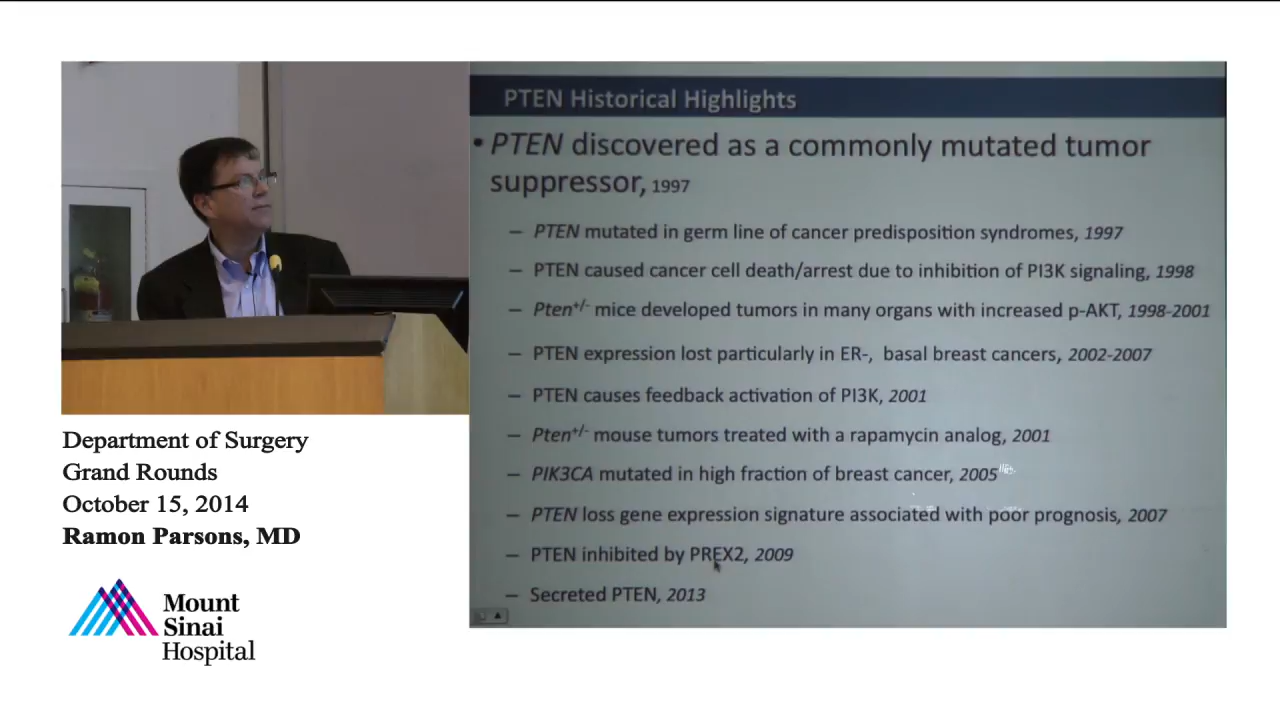 PTEN Historical Highlights
• PTEN discovered as a commonly mutated tumor
suppressor, 1997
– PTEN mutated in germ line of cancer predisposition syndromes, 1997
– PTEN caused cancer cell death/arrest due to inhibition of PI3K signaling, 1998
– Pten+/- mice developed tumors in many organs with increased p-AKT, 1998-2001
– PTEN expression lost particularly in ER-, basal breast cancers, 2002-2007
– PTEN causes feedback activation of PI3K, 2001
– Pten+/- mouse tumors treated with a rapamycin analog, 2001
– PIK3CA mutated in high fraction of breast cancer, 2005
– PTEN loss gene expression signature associated with poor prognosis, 2007
– PTEN inhibited by PREX2, 2009
– Secreted PTEN, 2013
Department of Surgery
Grand Rounds
October 15, 2014
Ramon Parsons, MD
Mount
Sinai
Hospital